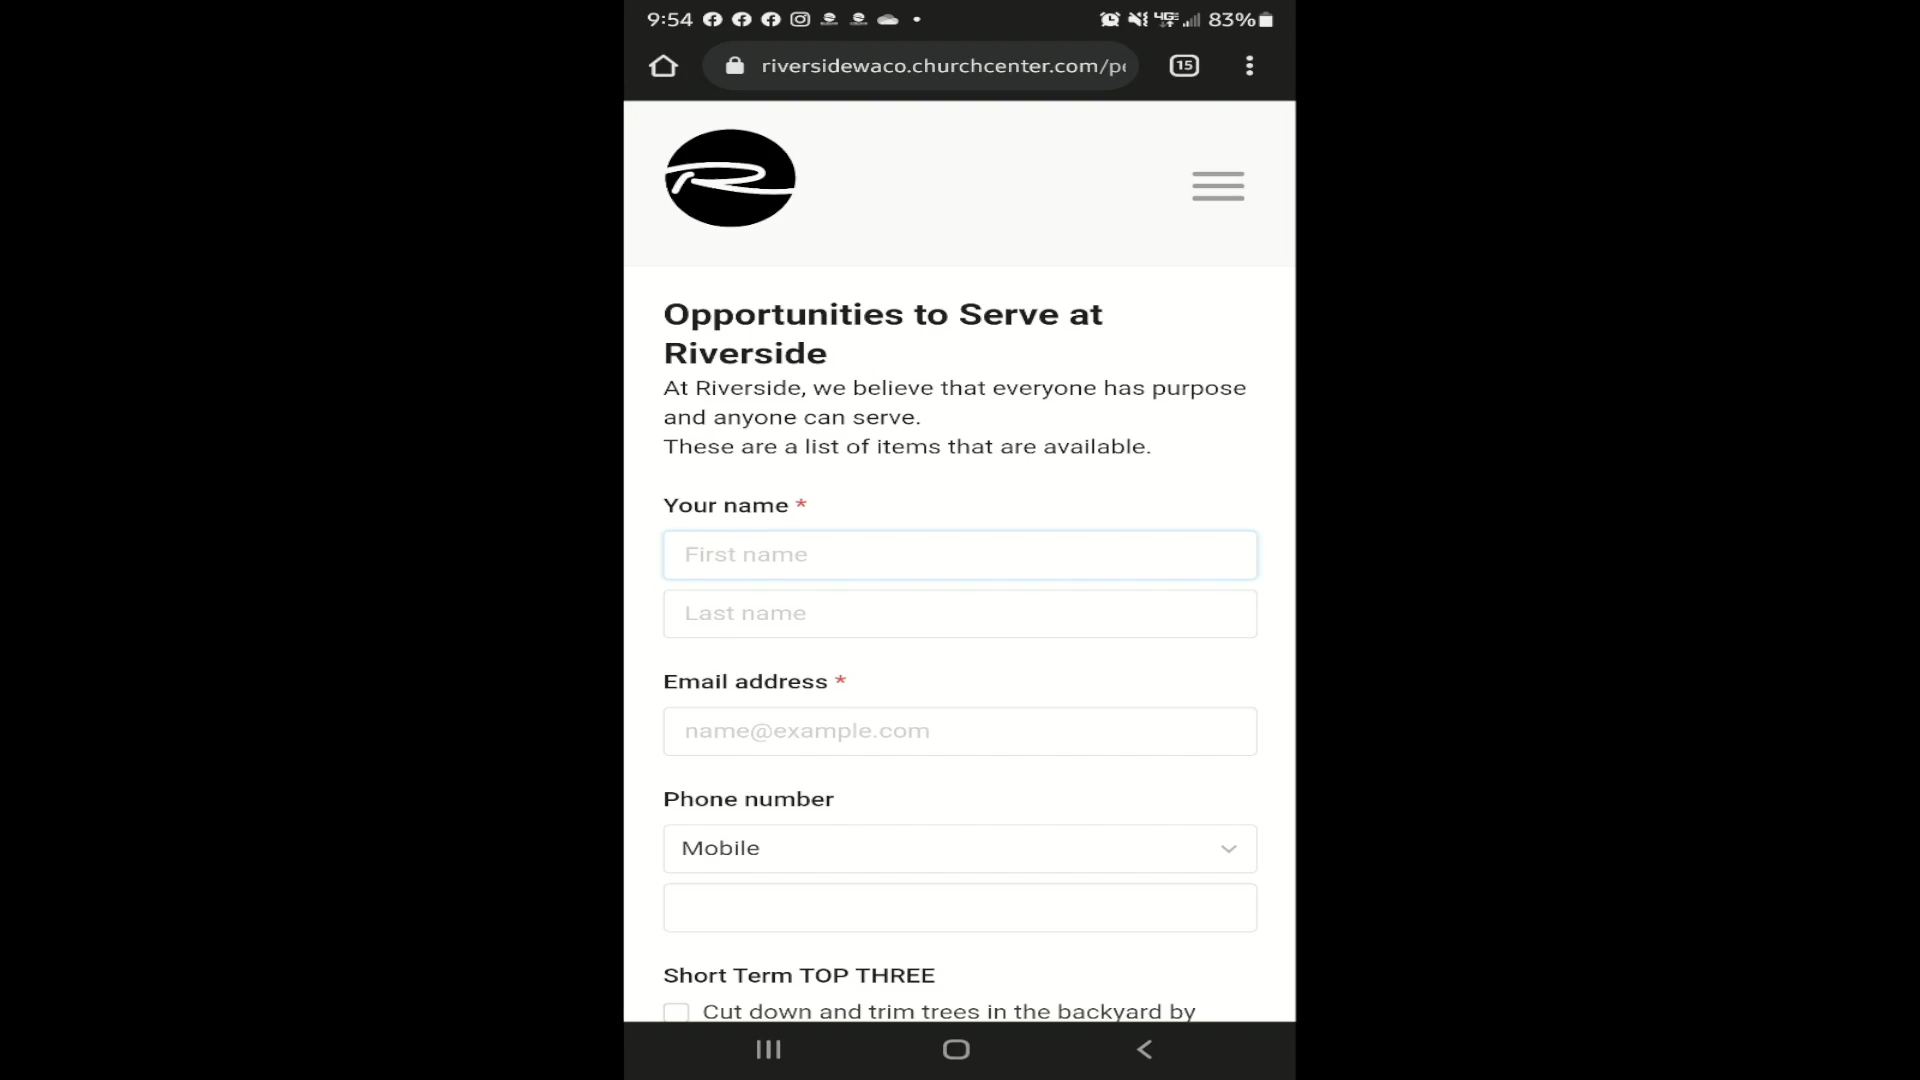 9:54 83%
riversidewaco.churchcenter.com/pe 15
R
Opportunities to Serve at
Riverside
At Riverside, we believe that everyone has purpose
and anyone can serve.
These are a list of items that are available.
Your name *
First name
Last name
Email address *
name@example.com
Phone number
Mobile
Short Term TOP THREE
Cut down and trim trees in the backyard by